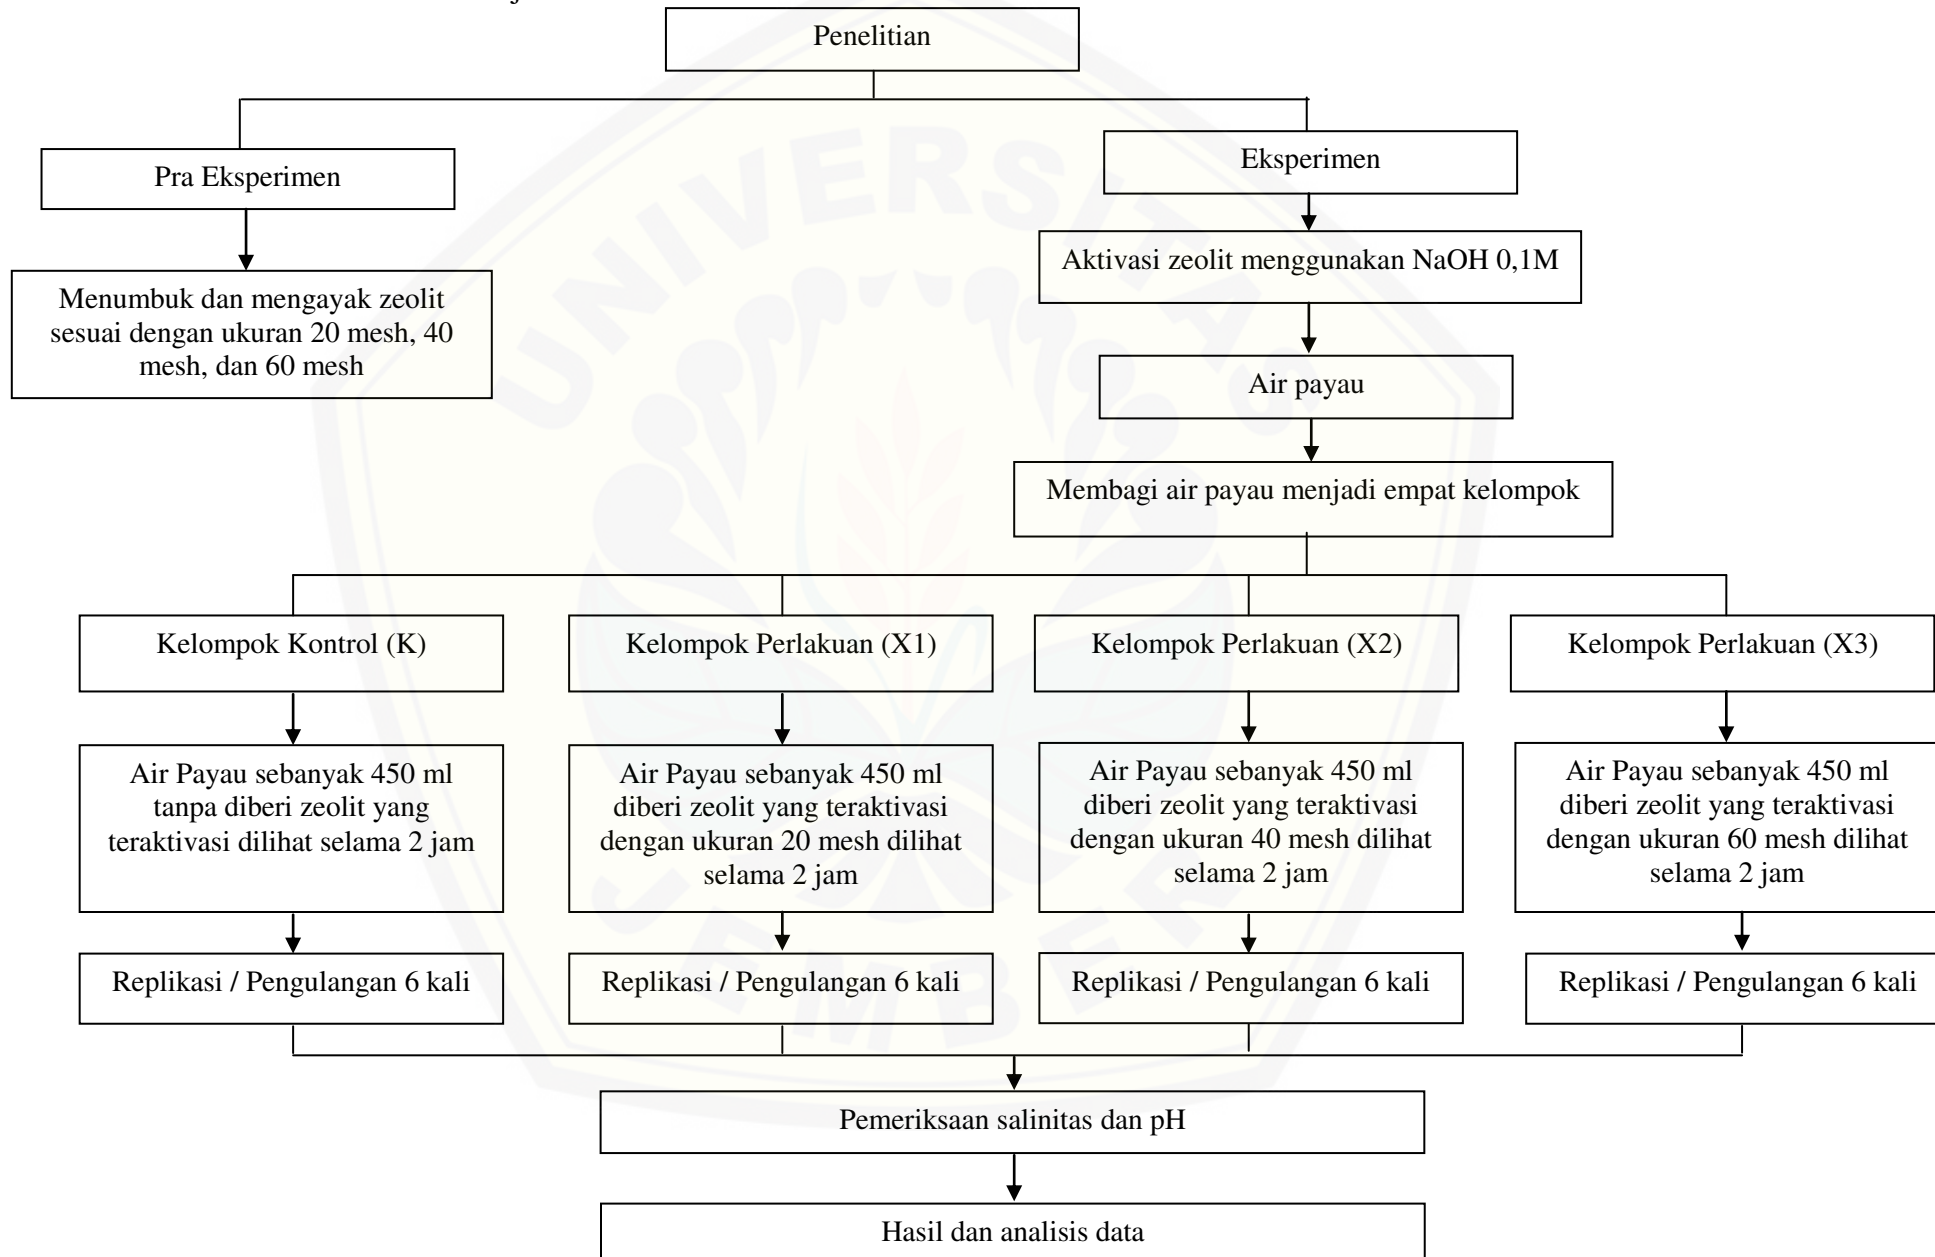 Penelitian
Pra Eksperimen
Eksperimen
Menumbuk dan mengayak zeolit
sesuai dengan ukuran 20 mesh, 40
mesh, dan 60 mesh
Aktivasi zeolit menggunakan NaOH 0,1M
Air payau
Membagi air payau menjadi empat kelompok
Kelompok Kontrol (K)
Kelompok Perlakuan (X1)
Kelompok Perlakuan (X2)
Kelompok Perlakuan (X3)
Air Payau sebanyak 450 ml
tanpa diberi zeolit yang
teraktivasi dilihat selama 2 jam
Air Payau sebanyak 450 ml
diberi zeolit yang teraktivasi
dengan ukuran 20 mesh dilihat
selama 2 jam
Air Payau sebanyak 450 ml
diberi zeolit yang teraktivasi
dengan ukuran 40 mesh dilihat
selama 2 jam
Air Payau sebanyak 450 ml
diberi zeolit yang teraktivasi
dengan ukuran 60 mesh dilihat
selama 2 jam
Replikasi / Pengulangan 6 kali
Replikasi / Pengulangan 6 kali
Replikasi / Pengulangan 6 kali
Replikasi / Pengulangan 6 kali
Pemeriksaan salinitas dan pH
Hasil dan analisis data
UNIVERSITAS
JEMBER